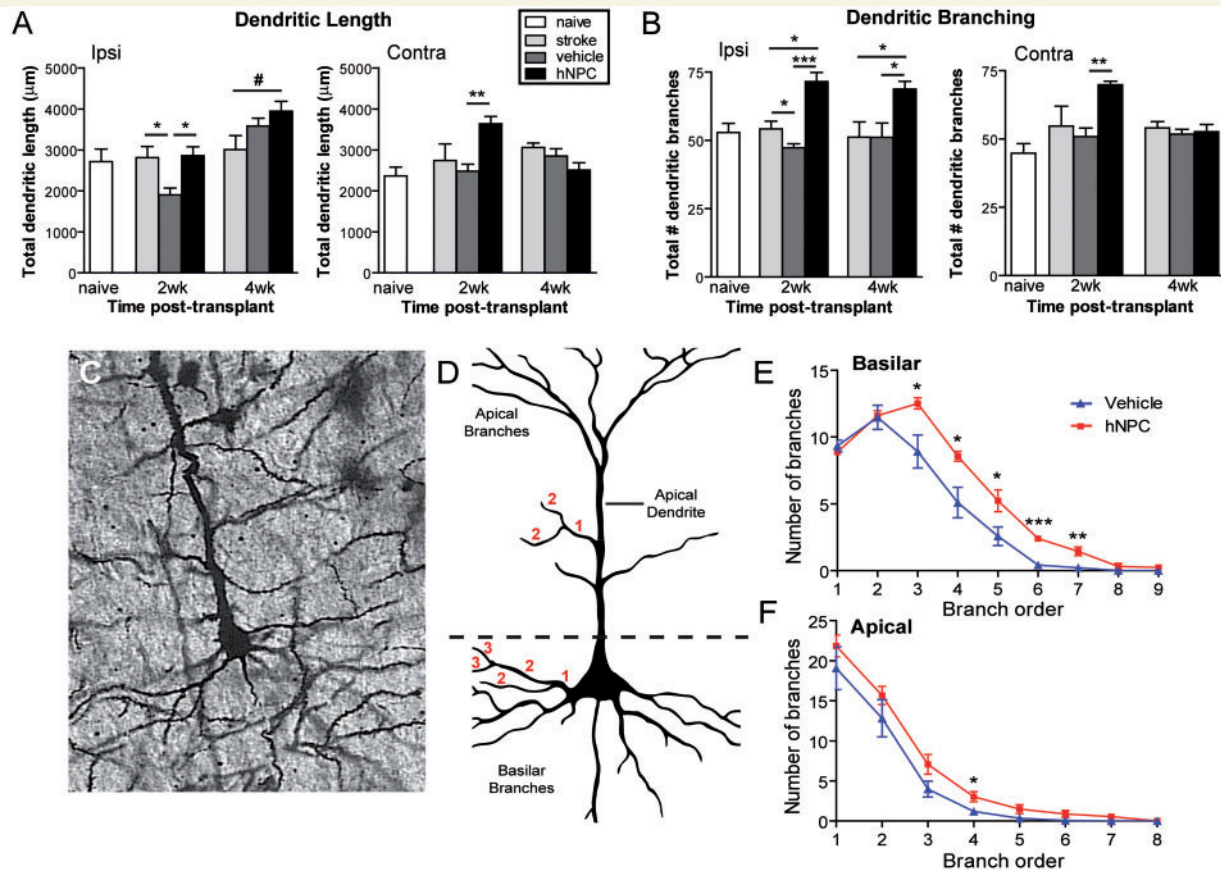 A
Dendritic Length
Ipsi
Total dendritic length (µm)
5000
4000
3000
2000
1000
0
* *
#
naive 2wk 4wk
Time post-transplant
Contra
Total dendritic length (µm)
5000
4000
3000
2000
1000
0
**
naive 2wk 4wk
Time post-transplant
naive
stroke
vehicle
hNPC
B
Dendritic Branching
Ipsi
Total # dendritic branches
75
50
25
0
*
***
*
*
*
naive 2wk 4wk
Time post-transplant
Contra
Total # dendritic branches
75
50
25
0
**
naive 2wk 4wk
Time post-transplant
C
D
Apical
Branches
2
2
1
Apical
Dendrite
3
3
2
1
2
Basilar
Branches
E
Basilar
Number of branches
15
10
5
0
*
*
*
***
**
Vehicle
hNPC
1 2 3 4 5 6 7 8 9
Branch order
F
Apical
Number of branches
25
20
15
10
5
0
*
1 2 3 4 5 6 7 8
Branch order